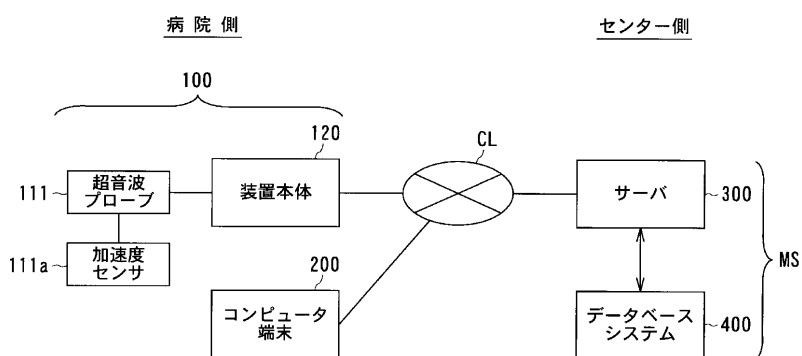 病院側
センター側
100
120
CL
111
超音波
プローブ
装置本体
サーバ
300
MS
111a
加速度
センサ
200
コンピュータ
端末
データベース
システム
400